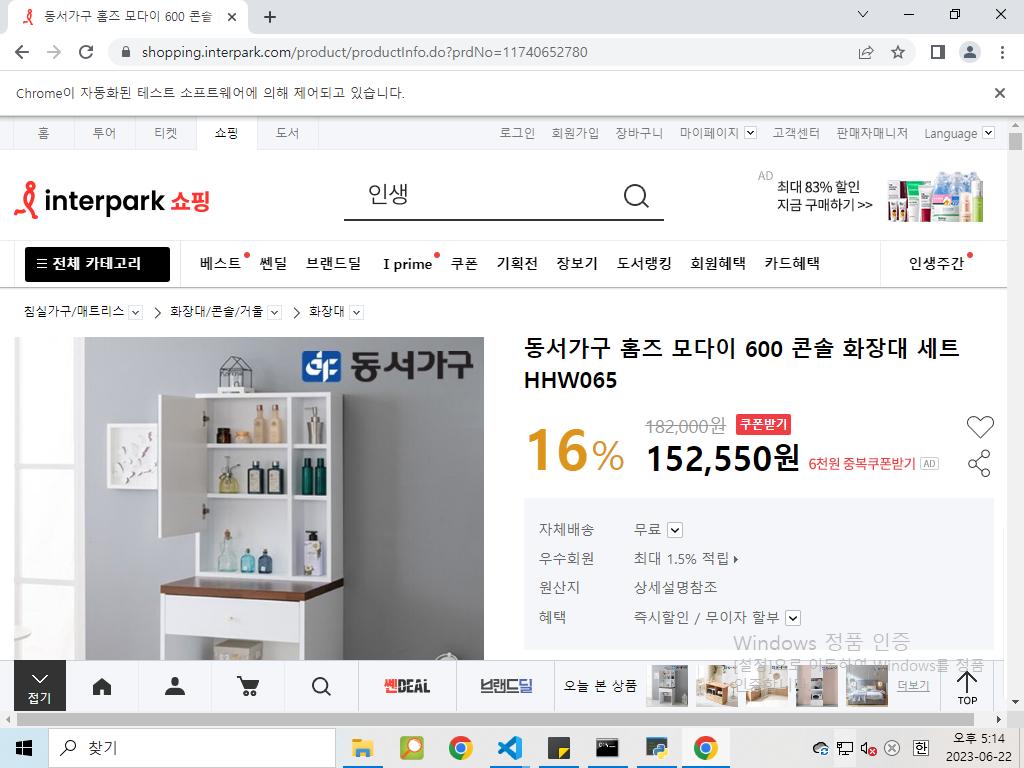 동서가구 홈즈 모다이 600 콘솔
shopping.interpark.com/product/productInfo.do?prdNo=11740652780
Chrome이 자동화된 테스트 소프트웨어에 의해 제어되고 있습니다.
홈 투어 티켓 쇼핑 도서 로그인 회원가입 장바구니 마이페이지 고객센터 판매자매니저 Language
interpark 쇼핑 인생 AD 최대 83% 할인
지금 구매하기 >>
전체 카테고리 베스트 쎈딜 브랜드딜 I prime 쿠폰 기획전 장보기 도서랭킹 회원혜택 카드혜택 인생주간
침실가구/매트리스 화장대/콘솔/거울 화장대
동서가구
동서가구 홈즈 모다이 600 콘솔 화장대 세트
HHW065
16% 182,000원 쿠폰받기
152,550원 6천원 중복쿠폰받기 AD
자체배송 무료
우수회원 최대 1.5% 적립
원산지 상세설명참조
혜택 즉시할인 / 무이자 할부
Windows 정품 인증
[설정]으로 이동하여 Windows를 정품
인증합니다.
접기 쎈DEAL 브랜드딜 오늘 본 상품 더보기 TOP
찾기 한 오후 5:14
2023-06-22